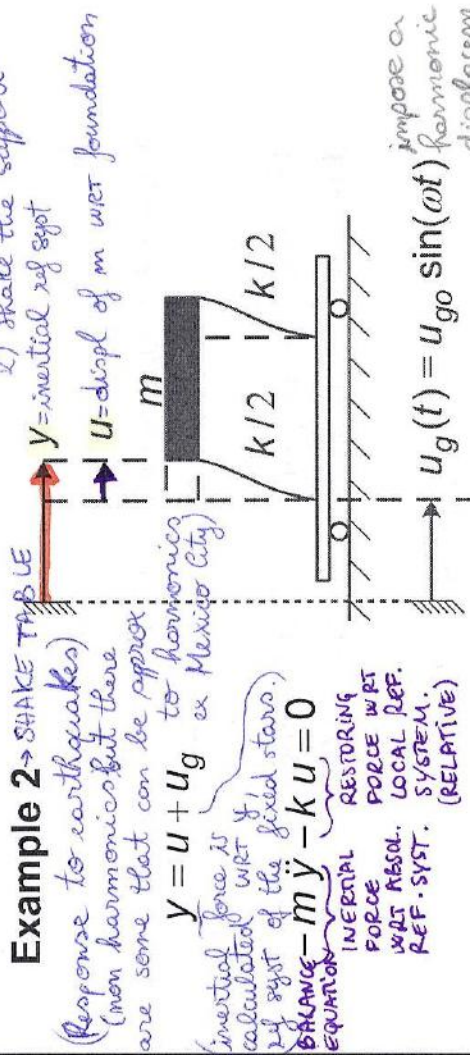 2) shake the
Example 2 → SHAKE TABLE
(Response to earthquakes)
(non harmonics but there
are some that can be approx
to harmonics
ex Mexico City)
y = inertial ref syst
u = displ of m WRT foundation
m
k/2
k/2
y = u + u_g
(inertial force is
calculated WRT y,
ref syst of the fixed stars.)
BALANCE
EQUATION
− m ÿ − k u = 0
INERTIAL
FORCE
WRT ABSOL.
REF. SYST.
RESTORING
FORCE WRT
LOCAL REF.
SYSTEM.
(RELATIVE)
u_g(t) = u_go sin(ωt)
impose a
harmonic